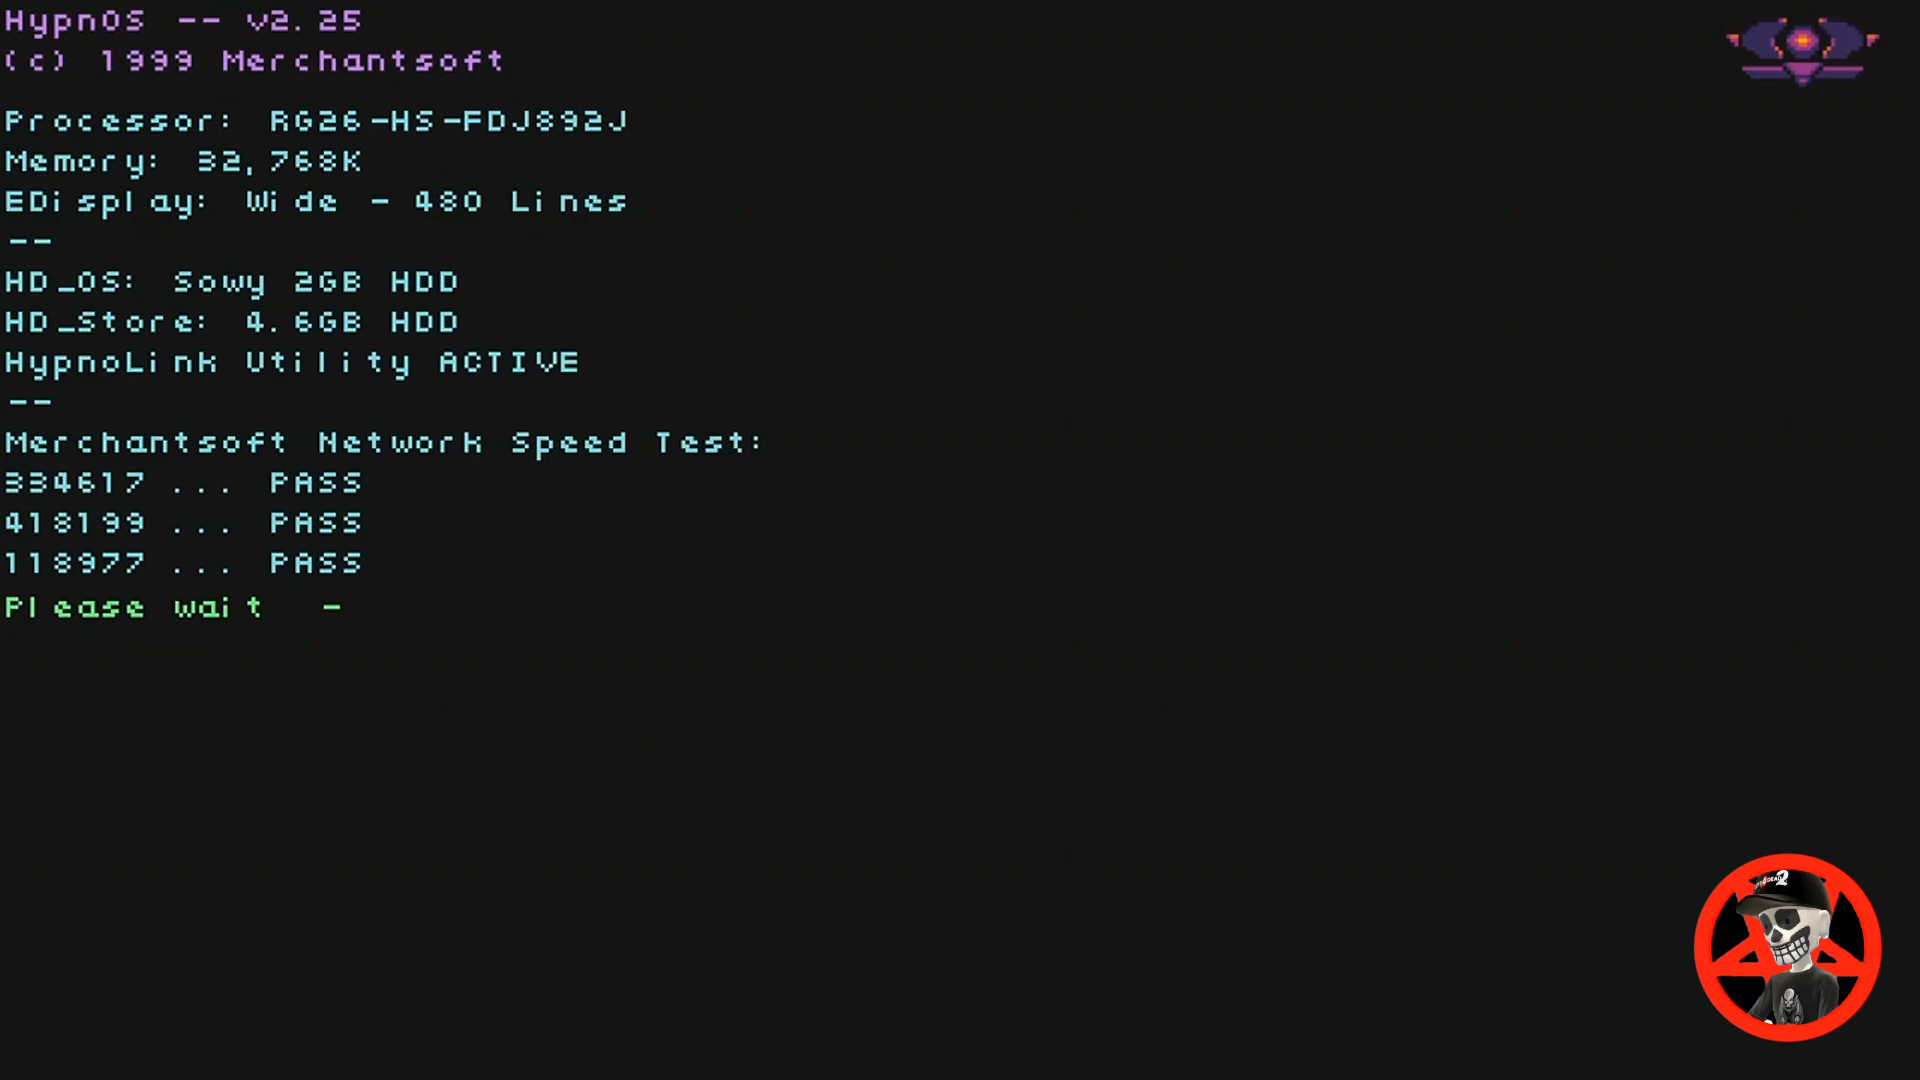 HypnOS -- v2.25
(c) 1999 Merchantsoft
Processor: RG26-HS-FDJ892J
Memory: 32,768K
EDisplay: Wide - 480 Lines
--
HD_OS: Sowy 2GB HDD
HD_Store: 4.6GB HDD
HypnoLink Utility ACTIVE
--
Merchantsoft Network Speed Test:
334617 ... PASS
418199 ... PASS
118977 ... PASS
Please wait -